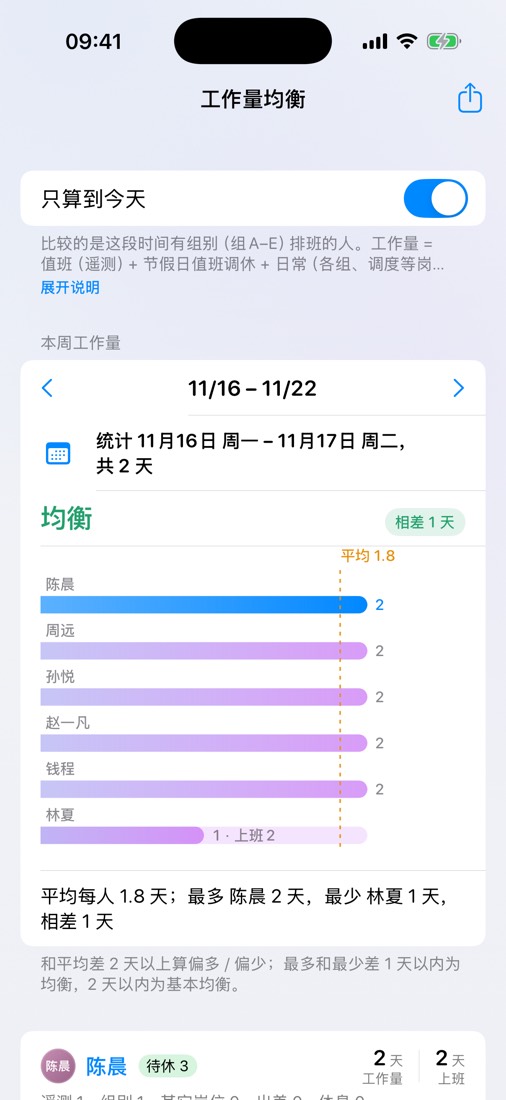 09:41
工作量均衡
只算到今天
比较的是这段时间有组别（组A–E）排班的人。工作量 =
值班（遥测）+ 节假日值班调休 + 日常（各组、调度等岗...
展开说明
本周工作量
11/16 – 11/22
统计 11月16日 周一 – 11月17日 周二，
共 2 天
均衡
相差 1 天
平均 1.8
陈晨
2
周远
2
孙悦
2
赵一凡
2
钱程
2
林夏
1 · 上班 2
平均每人 1.8 天；最多 陈晨 2 天，最少 林夏 1 天，
相差 1 天
和平均差 2 天以上算偏多 / 偏少；最多和最少差 1 天以内为
均衡，2 天以内为基本均衡。
陈晨 陈晨 待休 3 2 天 2 天
工作量 上班